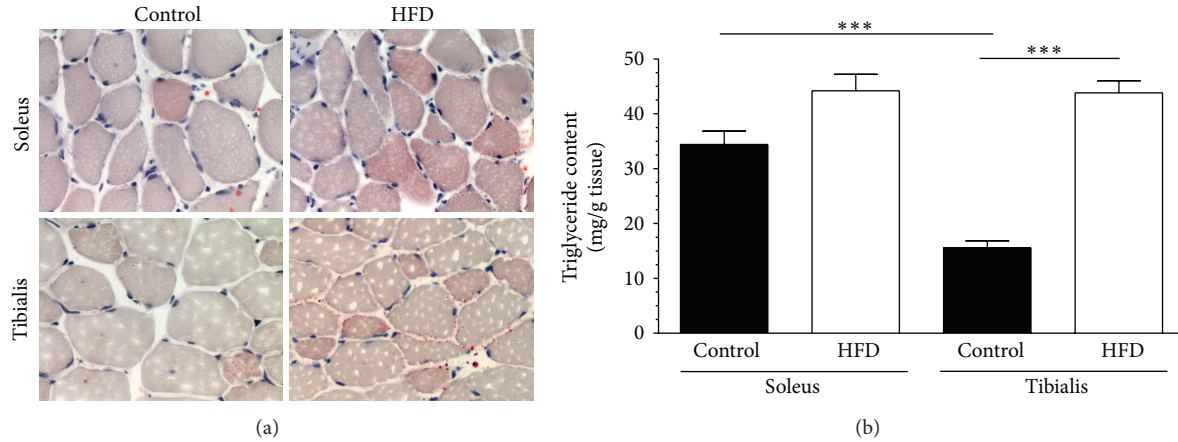 Control HFD
Soleus
Tibialis
(a)
***
***
Triglyceride content
(mg/g tissue)
50
40
30
20
10
0
Control HFD Control HFD
Soleus Tibialis
(b)